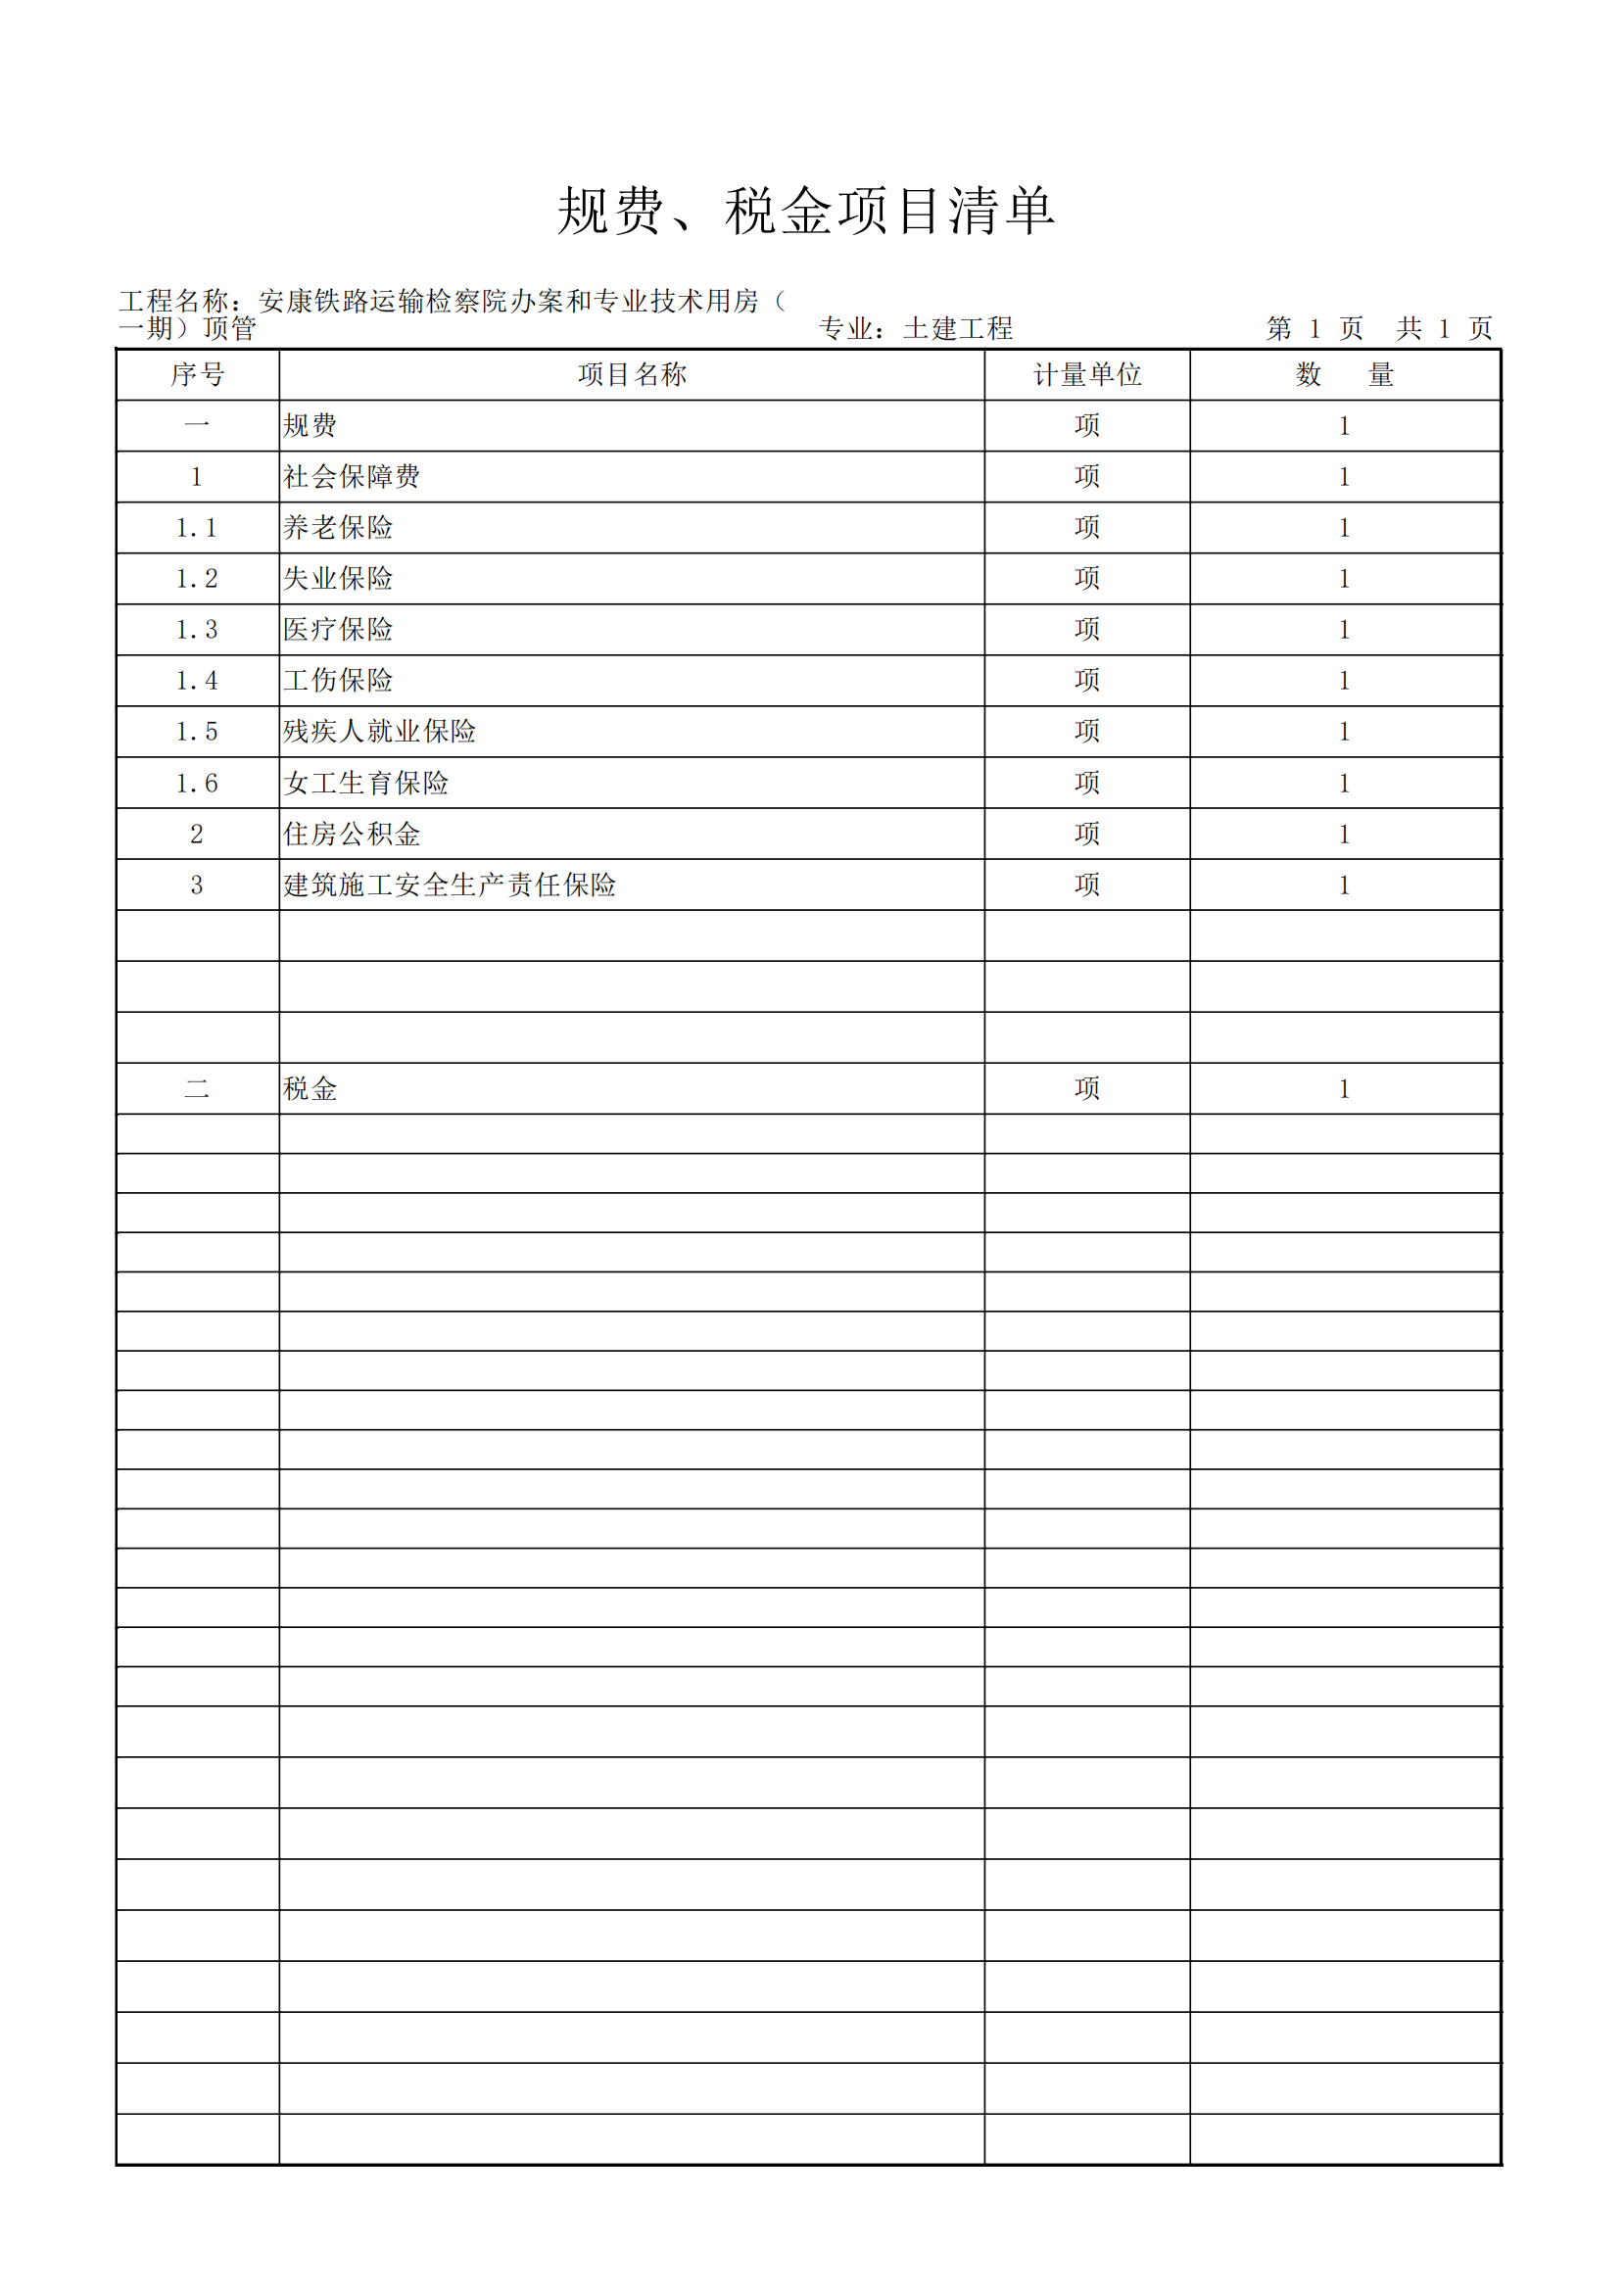 规费、税金项目清单
工程名称：安康铁路运输检察院办案和专业技术用房（
一期）顶管 专业：土建工程 第 1 页 共 1 页
序号 项目名称 计量单位 数 量
一 规费 项 1
1 社会保障费 项 1
1.1 养老保险 项 1
1.2 失业保险 项 1
1.3 医疗保险 项 1
1.4 工伤保险 项 1
1.5 残疾人就业保险 项 1
1.6 女工生育保险 项 1
2 住房公积金 项 1
3 建筑施工安全生产责任保险 项 1
二 税金 项 1